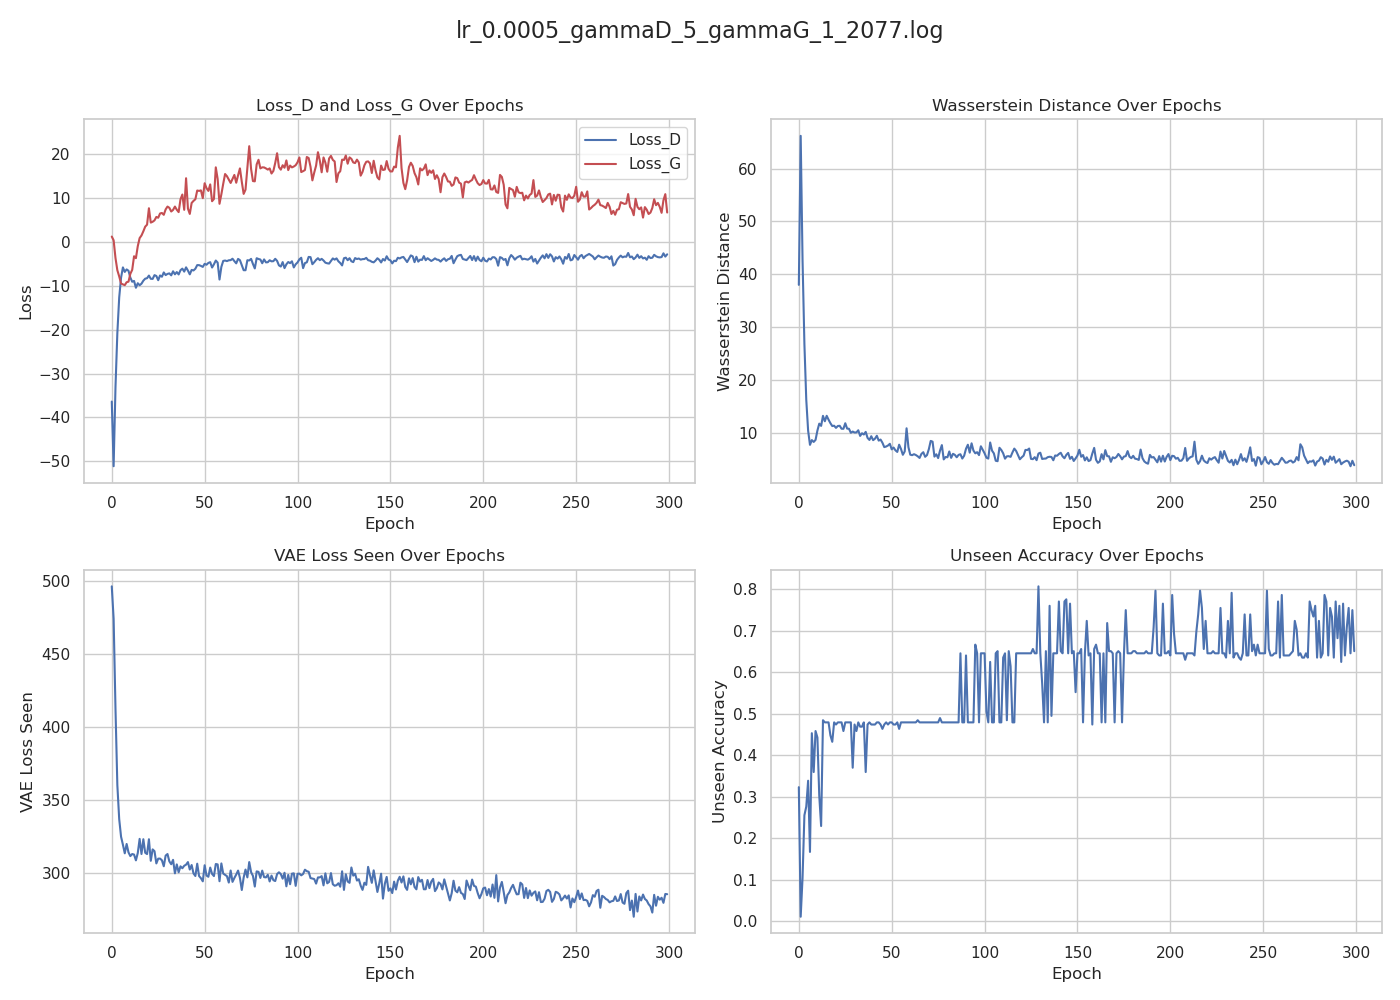 lr_0.0005_gammaD_5_gammaG_1_2077.log
Loss_D and Loss_G Over Epochs
Loss
20
10
0
−10
−20
−30
−40
−50
Loss_D
Loss_G
0 50 100 150 200 250 300
Epoch
Wasserstein Distance Over Epochs
Wasserstein Distance
60
50
40
30
20
10
0 50 100 150 200 250 300
Epoch
VAE Loss Seen Over Epochs
VAE Loss Seen
500
450
400
350
300
0 50 100 150 200 250 300
Epoch
Unseen Accuracy Over Epochs
Unseen Accuracy
0.8
0.7
0.6
0.5
0.4
0.3
0.2
0.1
0.0
0 50 100 150 200 250 300
Epoch